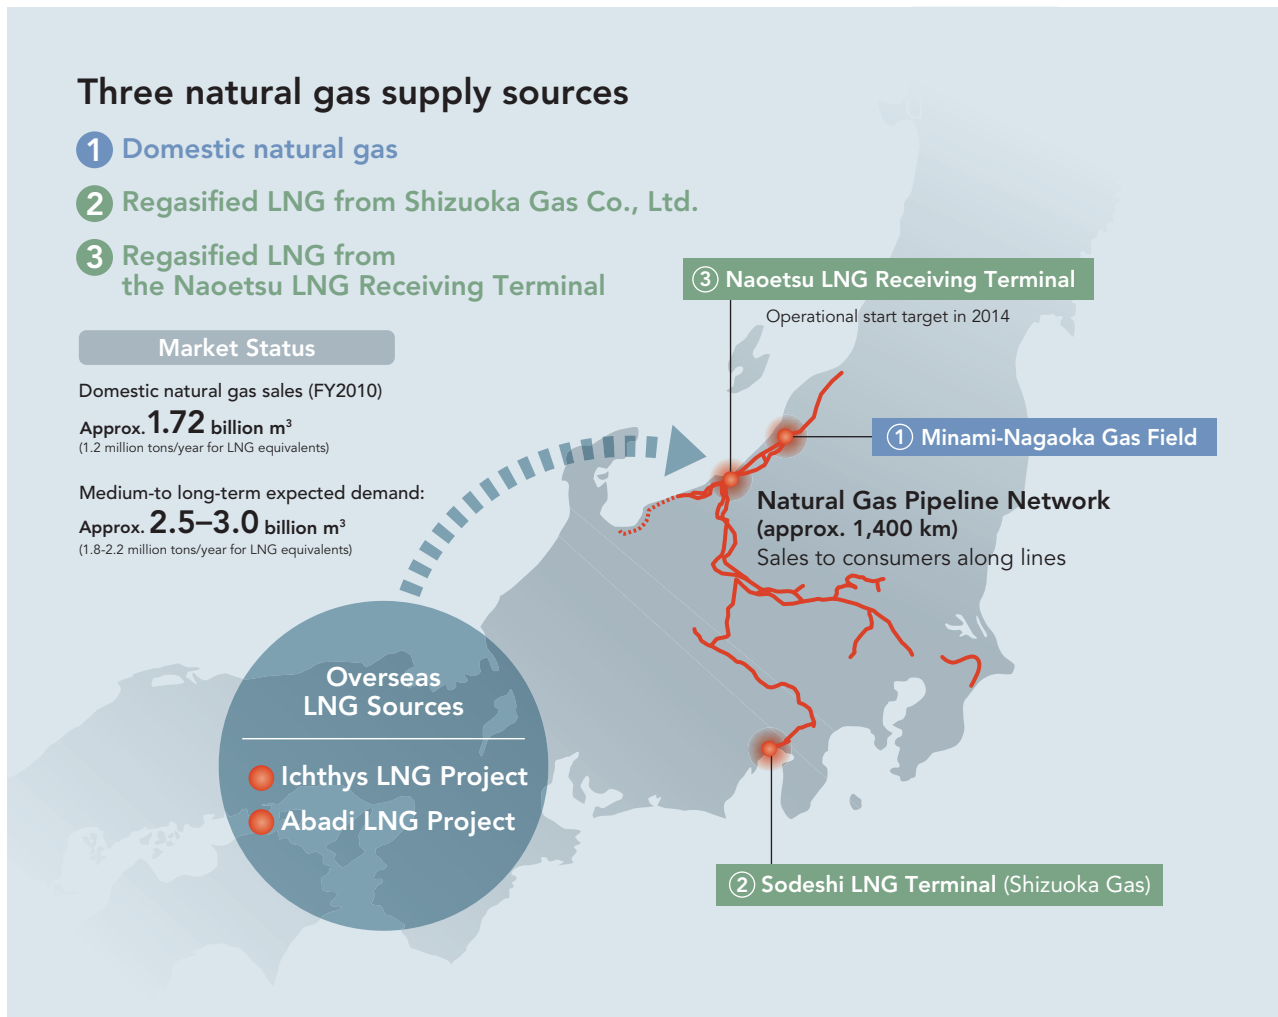 Three natural gas supply sources
1 Domestic natural gas
2 Regasified LNG from Shizuoka Gas Co., Ltd.
3 Regasified LNG from
the Naoetsu LNG Receiving Terminal
Market Status
Domestic natural gas sales (FY2010)
Approx. 1.72 billion m³
(1.2 million tons/year for LNG equivalents)
Medium-to long-term expected demand:
Approx. 2.5–3.0 billion m³
(1.8-2.2 million tons/year for LNG equivalents)
③ Naoetsu LNG Receiving Terminal
Operational start target in 2014
① Minami-Nagaoka Gas Field
Natural Gas Pipeline Network
(approx. 1,400 km)
Sales to consumers along lines
Overseas
LNG Sources
Ichthys LNG Project
Abadi LNG Project
② Sodeshi LNG Terminal (Shizuoka Gas)